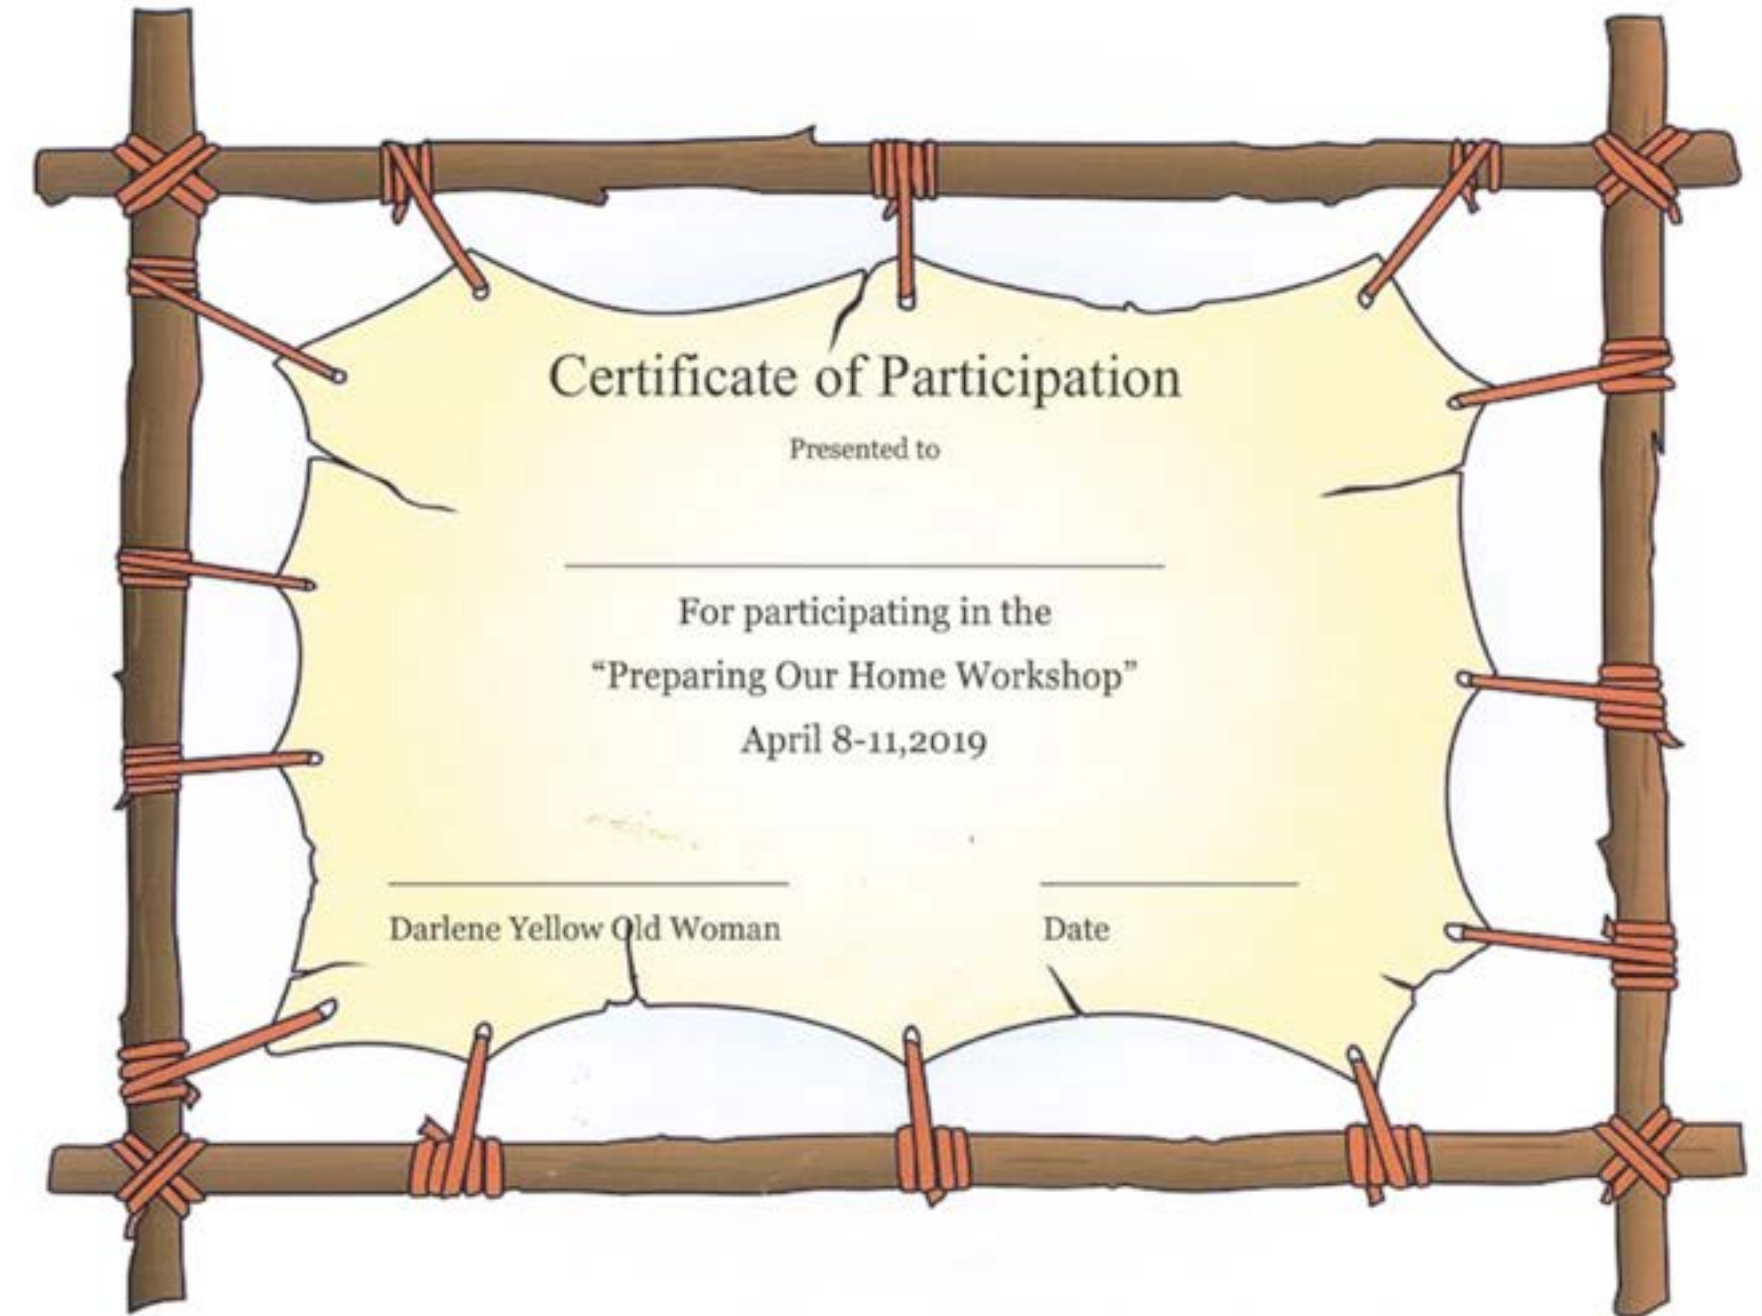 Certificate of Participation
Presented to
For participating in the
“Preparing Our Home Workshop”
April 8-11,2019
Darlene Yellow Old Woman
Date